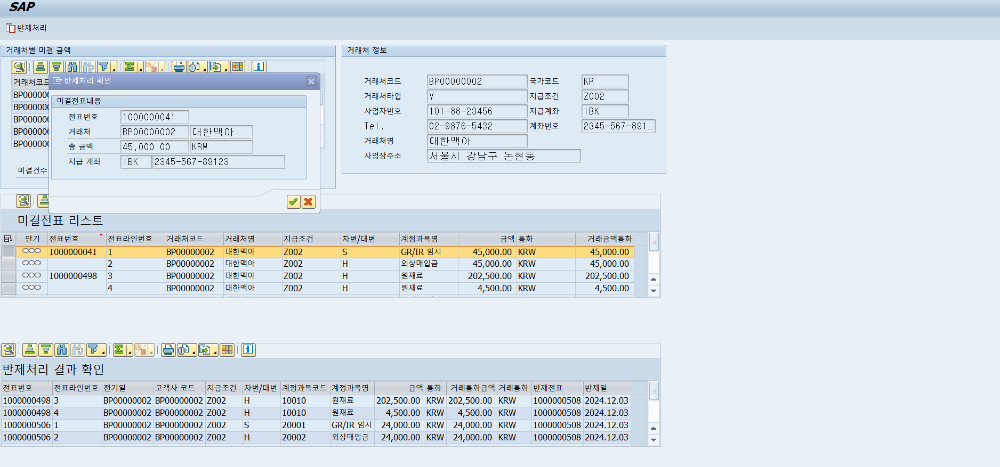 SAP
반제처리
거래처별 미결 금액
거래처코드
BP00000
BP00000
BP00000
BP00000
BP00000
미결건수
반제처리 확인
미결전표내용
전표번호 1000000041
거래처 BP00000002 대한맥아
총 금액 45,000.00 KRW
지급 계좌 IBK 2345-567-89123
거래처 정보
거래처코드 BP00000002 국가코드 KR
거래처타입 V 지급조건 Z002
사업자번호 101-88-23456 지급계좌 IBK
Tel. 02-9876-5432 계좌번호 2345-567-891…
거래처명 대한맥아
사업장주소 서울시 강남구 논현동
미결전표 리스트
만기 전표번호 전표라인번호 거래처코드 거래처명 지급조건 차변/대변 계정과목명 금액 통화 거래금액통화
1000000041 1 BP00000002 대한맥아 Z002 S GR/IR 임시 45,000.00 KRW 45,000.00
2 BP00000002 대한맥아 Z002 H 외상매입금 45,000.00 KRW 45,000.00
1000000498 3 BP00000002 대한맥아 Z002 H 원재료 202,500.00 KRW 202,500.00
4 BP00000002 대한맥아 Z002 H 원재료 4,500.00 KRW 4,500.00
반제처리 결과 확인
전표번호 전표라인번호 전기일 고객사 코드 지급조건 차변/대변 계정과목코드 계정과목명 금액 통화 거래통화금액 거래통화 반제전표 반제일
1000000498 3 BP00000002 BP00000002 Z002 H 10010 원재료 202,500.00 KRW 202,500.00 KRW 1000000508 2024.12.03
1000000498 4 BP00000002 BP00000002 Z002 H 10010 원재료 4,500.00 KRW 4,500.00 KRW 1000000508 2024.12.03
1000000506 1 BP00000002 BP00000002 Z002 S 20001 GR/IR 임시 24,000.00 KRW 24,000.00 KRW 1000000508 2024.12.03
1000000506 2 BP00000002 BP00000002 Z002 H 20002 외상매입금 24,000.00 KRW 24,000.00 KRW 1000000508 2024.12.03